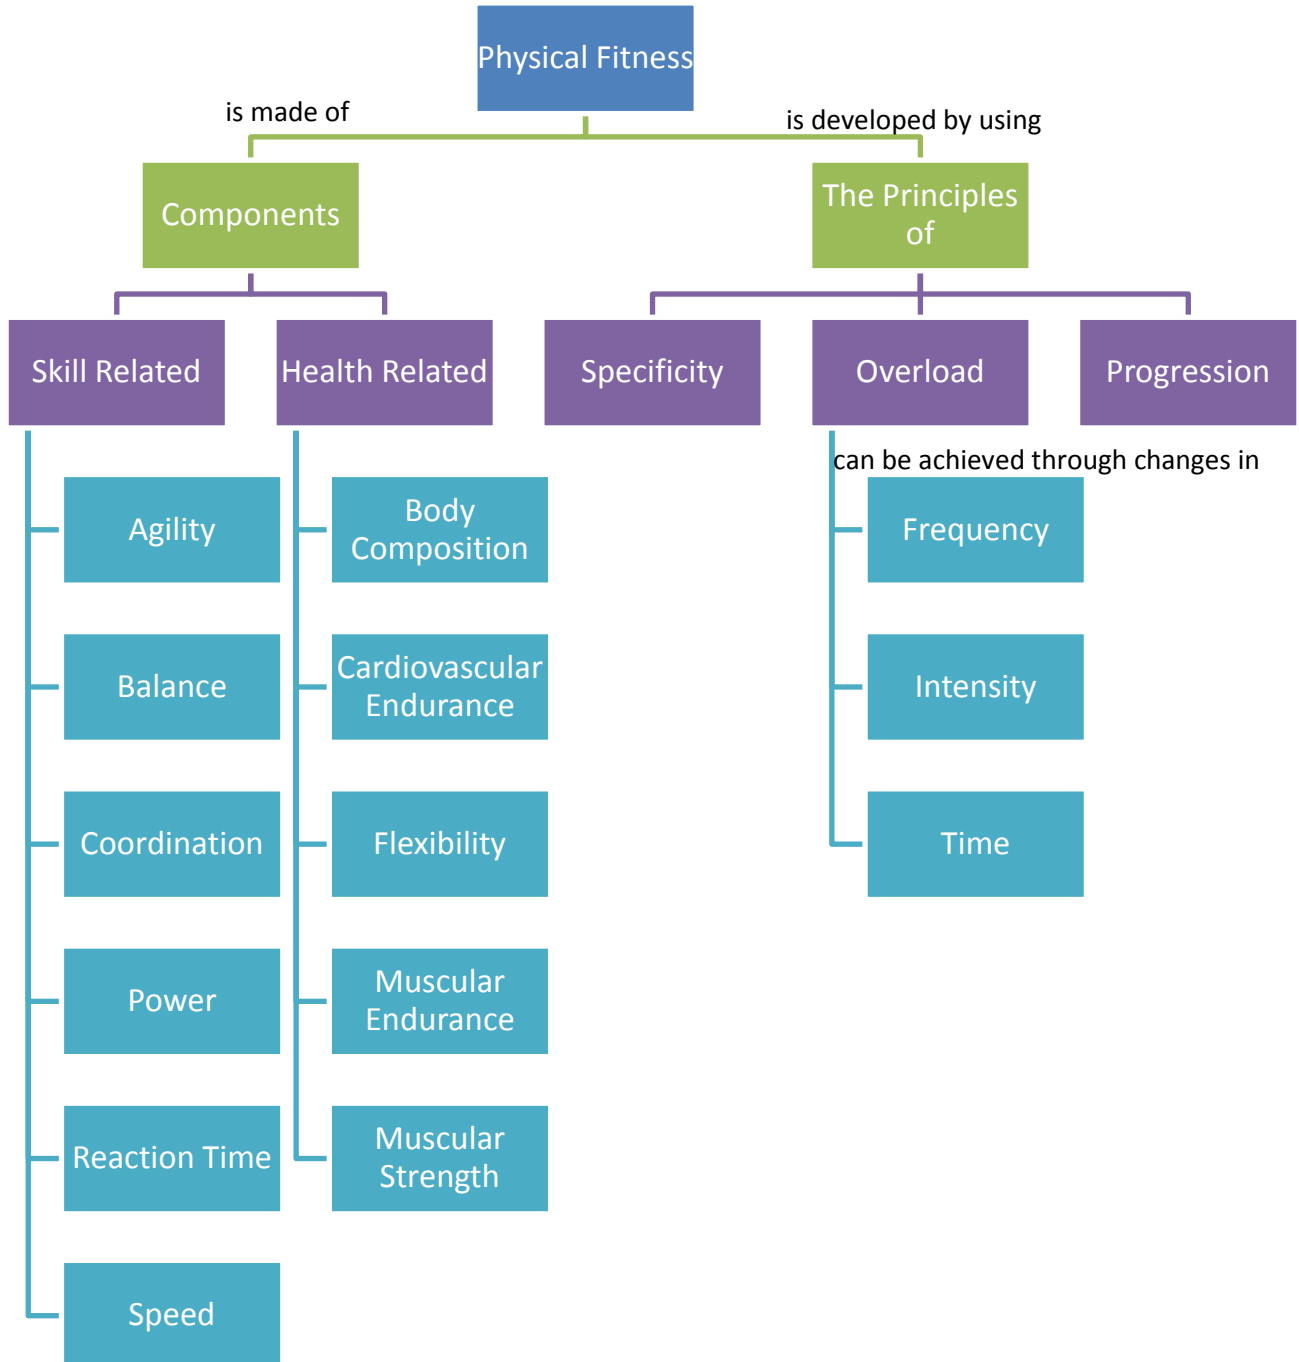 Physical Fitness
is made of
is developed by using
Components
The Principles
of
Skill Related
Health Related
Specificity
Overload
Progression
can be achieved through changes in
Agility
Body
Composition
Frequency
Balance
Cardiovascular
Endurance
Intensity
Coordination
Flexibility
Time
Power
Muscular
Endurance
Reaction Time
Muscular
Strength
Speed